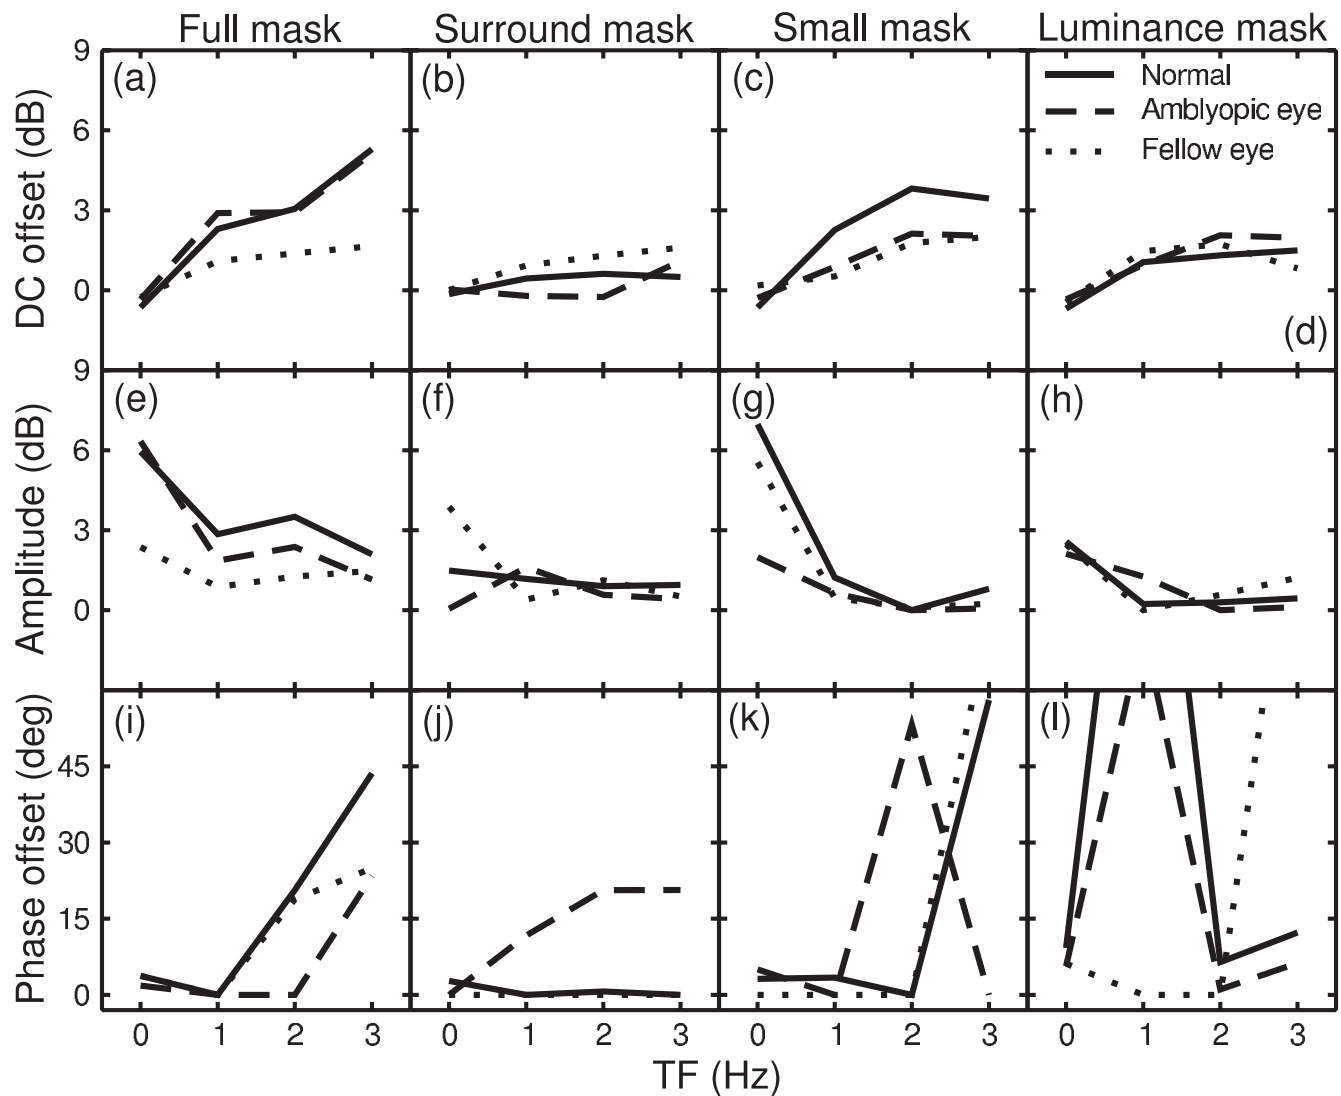 Full mask Surround mask Small mask Luminance mask
9
6
3
0
DC offset (dB)
(a) (b) (c) (d)
Normal
Amblyopic eye
Fellow eye
9
6
3
0
Amplitude (dB)
(e) (f) (g) (h)
45
30
15
0
Phase offset (deg)
(i) (j) (k) (l)
0 1 2 3 0 1 2 3 0 1 2 3 0 1 2 3
TF (Hz)